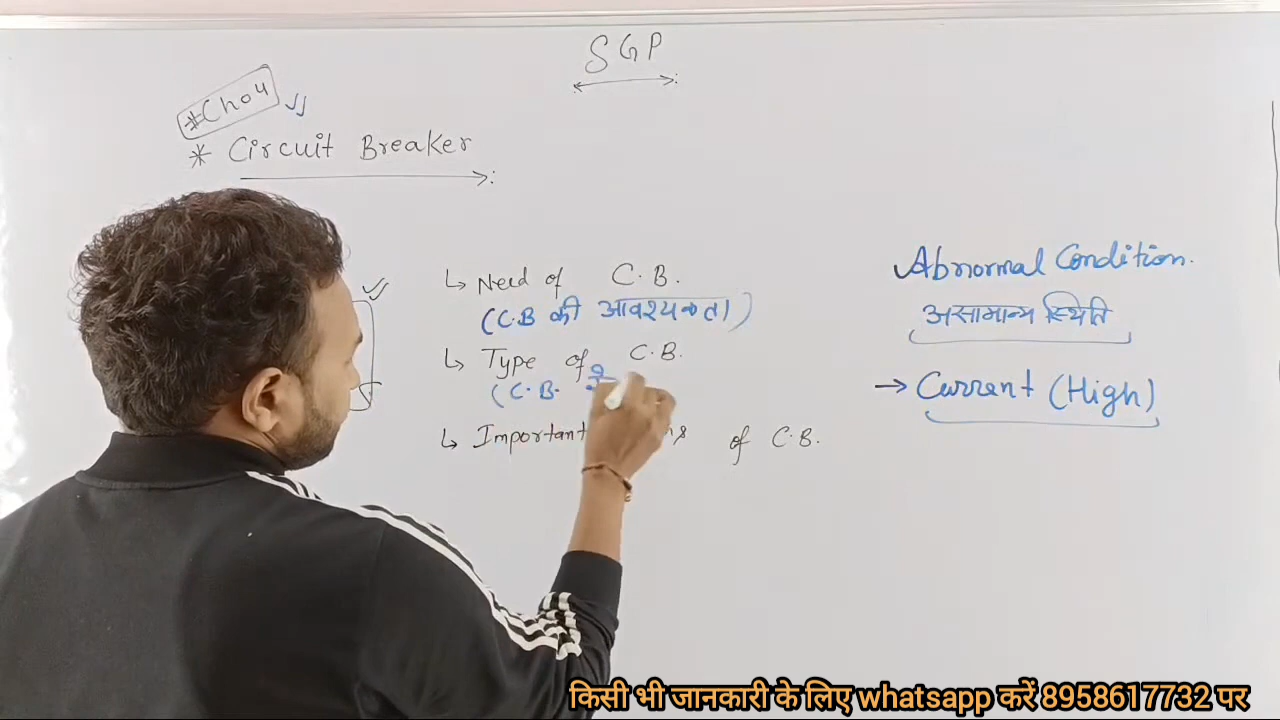 SGP
#Ch04
* Circuit Breaker
↳ Need of C.B.
(C.B की आवश्यकता)
↳ Type of C.B.
(C.B. के
↳ Important of C.B.
Abnormal Condition.
असामान्य स्थिति
→ Current (High)
किसी भी जानकारी के लिए whatsapp करें 8958617732 पर